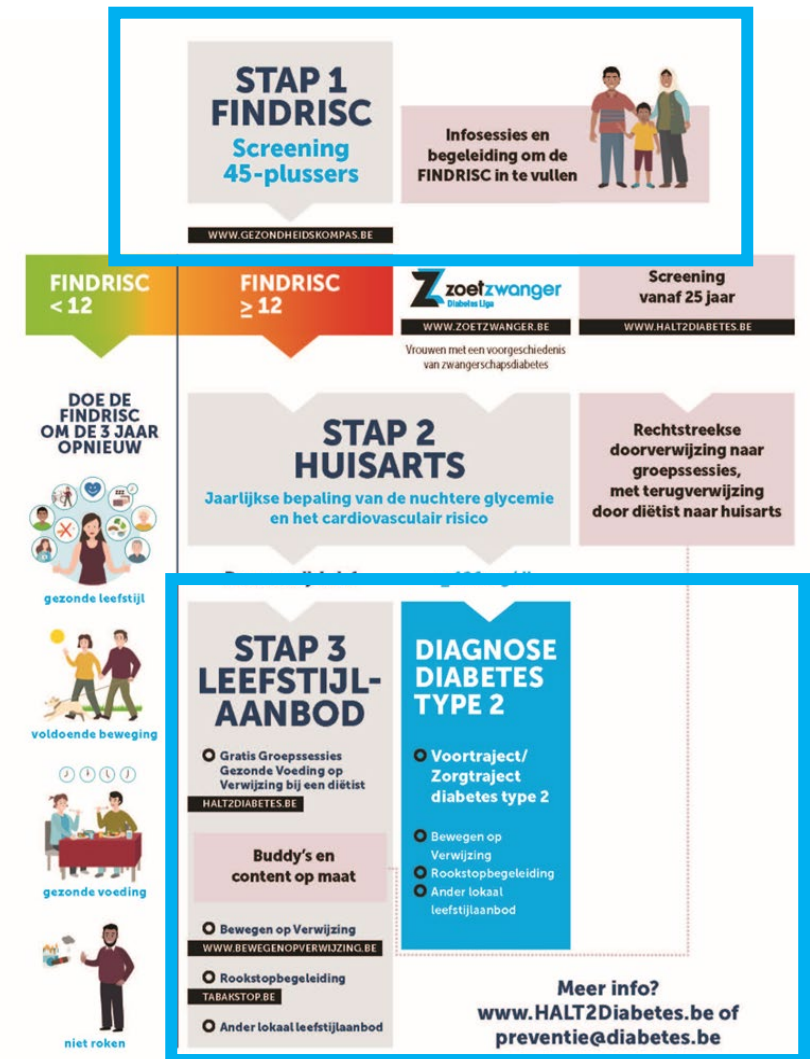 STAP 1
FINDRISC
Screening
45-plussers
WWW.GEZONDHEIDSKOMPAS.BE
Infosessies en
begeleiding om de
FINDRISC in te vullen
FINDRISC
< 12
FINDRISC
≥ 12
zoetzwanger
Diabetes Liga
WWW.ZOETZWANGER.BE
Vrouwen met een voorgeschiedenis
van zwangerschapsdiabetes
Screening
vanaf 25 jaar
WWW.HALT2DIABETES.BE
DOE DE
FINDRISC
OM DE 3 JAAR
OPNIEUW
gezonde leefstijl
voldoende beweging
gezonde voeding
niet roken
STAP 2
HUISARTS
Jaarlijkse bepaling van de nuchtere glycemie
en het cardiovasculair risico
Rechtstreekse
doorverwijzing naar
groepssessies,
met terugverwijzing
door diëtist naar huisarts
STAP 3
LEEFSTIJL-
AANBOD
Gratis Groepssessies
Gezonde Voeding op
Verwijzing bij een diëtist
HALT2DIABETES.BE
Buddy's en
content op maat
Bewegen op Verwijzing
WWW.BEWEGENOPVERWIJZING.BE
Rookstopbegeleiding
TABAKSTOP.BE
Ander lokaal leefstijlaanbod
DIAGNOSE
DIABETES
TYPE 2
Voortraject/
Zorgtraject
diabetes type 2
Bewegen op
Verwijzing
Rookstopbegeleiding
Ander lokaal
leefstijlaanbod
Meer info?
www.HALT2Diabetes.be of
preventie@diabetes.be